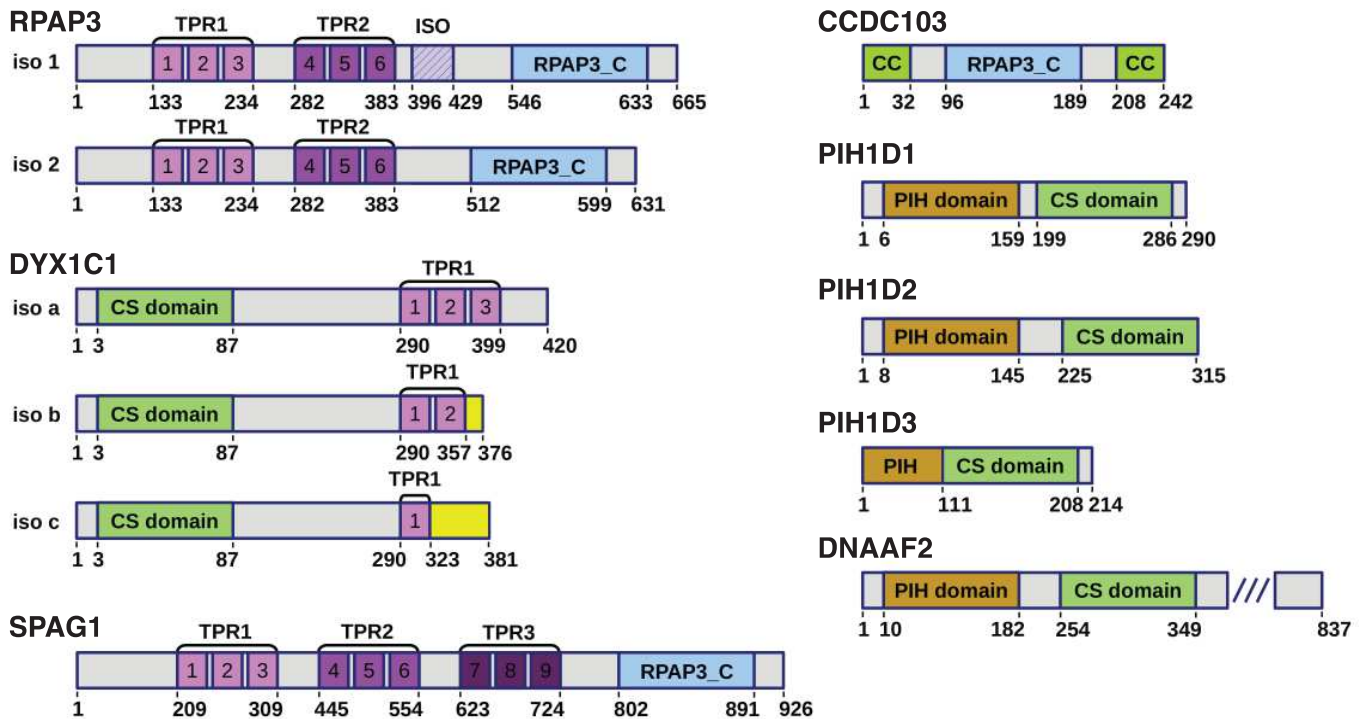 RPAP3
TPR1 TPR2 ISO
iso 1 1 2 3 4 5 6 RPAP3_C
1 133 234 282 383 396 429 546 633 665
TPR1 TPR2
iso 2 1 2 3 4 5 6 RPAP3_C
1 133 234 282 383 512 599 631
DYX1C1
TPR1
iso a CS domain 1 2 3
1 3 87 290 399 420
TPR1
iso b CS domain 1 2
1 3 87 290 357 376
TPR1
iso c CS domain 1
1 3 87 290 323 381
SPAG1
TPR1 TPR2 TPR3
1 2 3 4 5 6 7 8 9 RPAP3_C
1 209 309 445 554 623 724 802 891 926
CCDC103
CC RPAP3_C CC
1 32 96 189 208 242
PIH1D1
PIH domain CS domain
1 6 159 199 286 290
PIH1D2
PIH domain CS domain
1 8 145 225 315
PIH1D3
PIH CS domain
1 111 208 214
DNAAF2
PIH domain CS domain ///
1 10 182 254 349 837